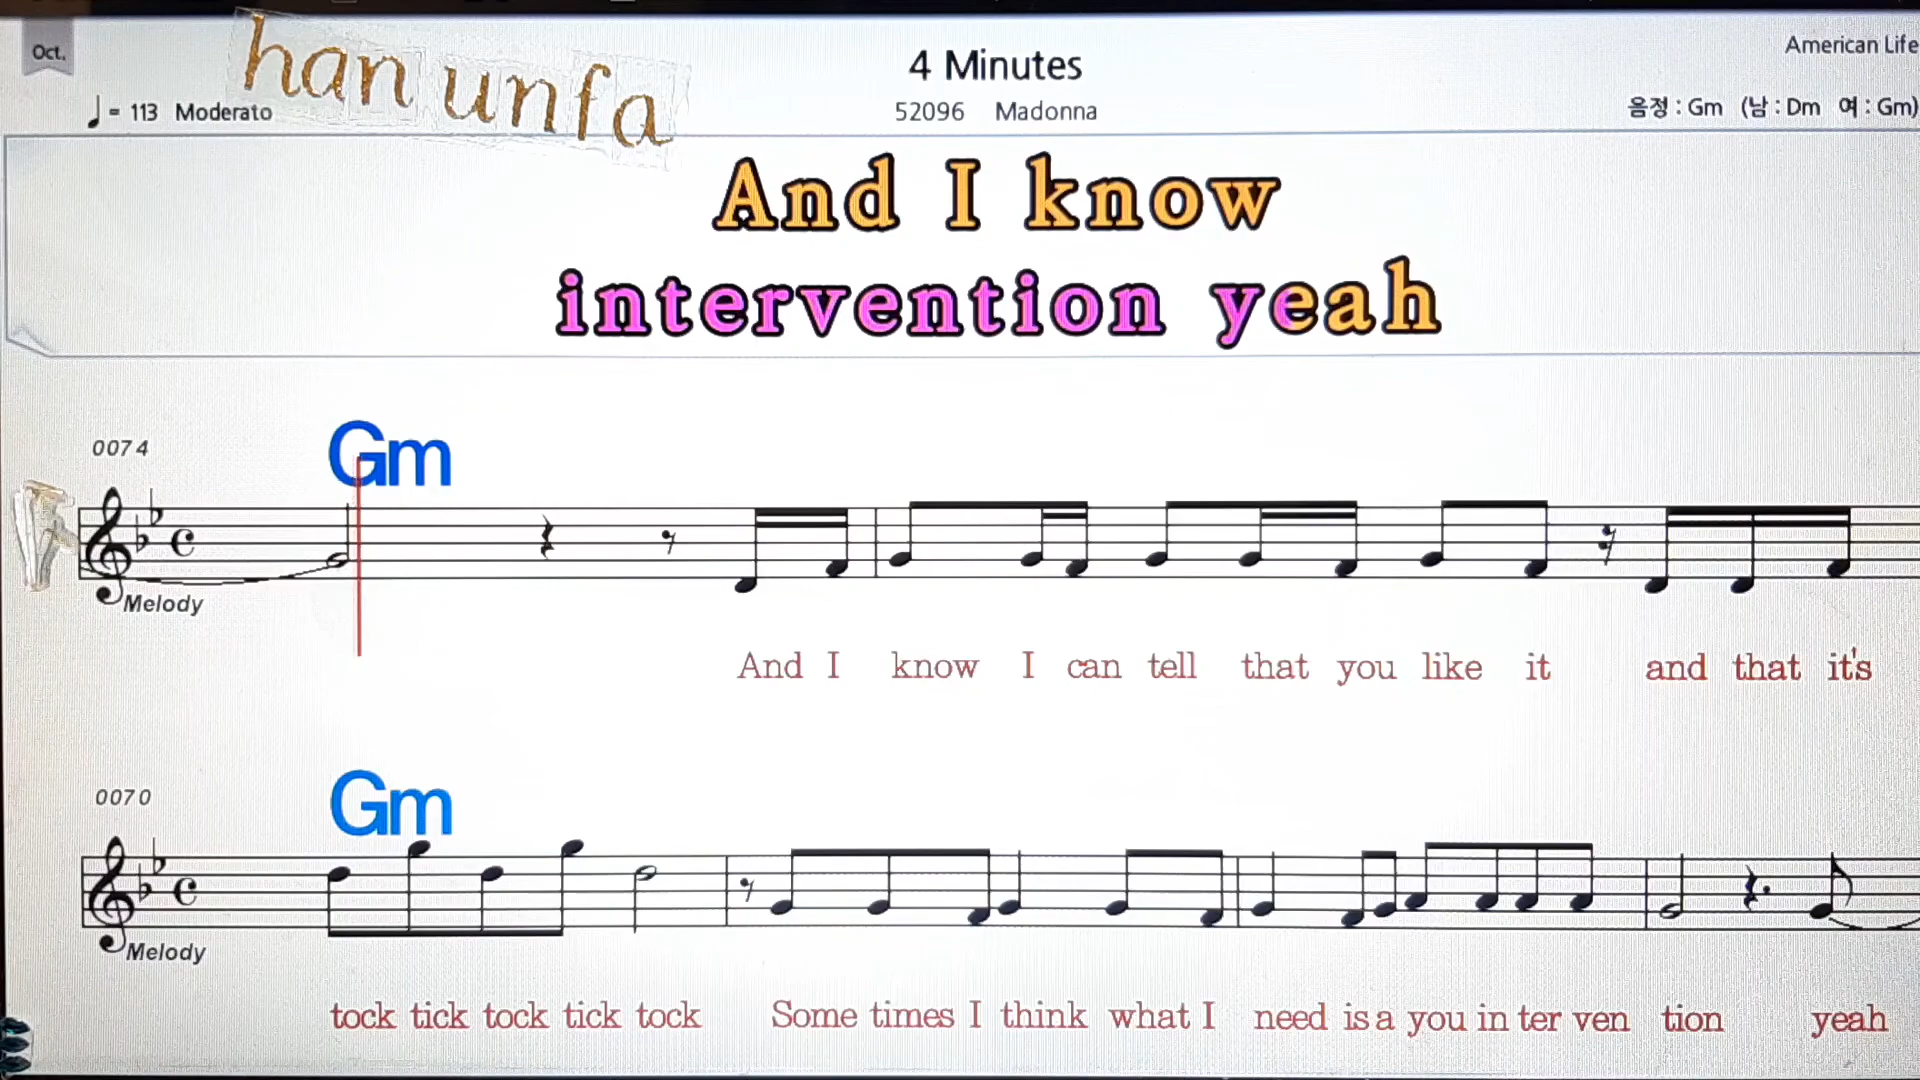 Oct.
han unfa
4 Minutes
American Life
♩= 113 Moderato
52096 Madonna
음정 : Gm (남 : Dm 여 : Gm)
And I know
intervention yeah
0074
Gm
Melody
And I know I can tell that you like it and that it's
0070
Gm
Melody
tock tick tock tick tock Some times I think what I need is a you in ter ven tion yeah